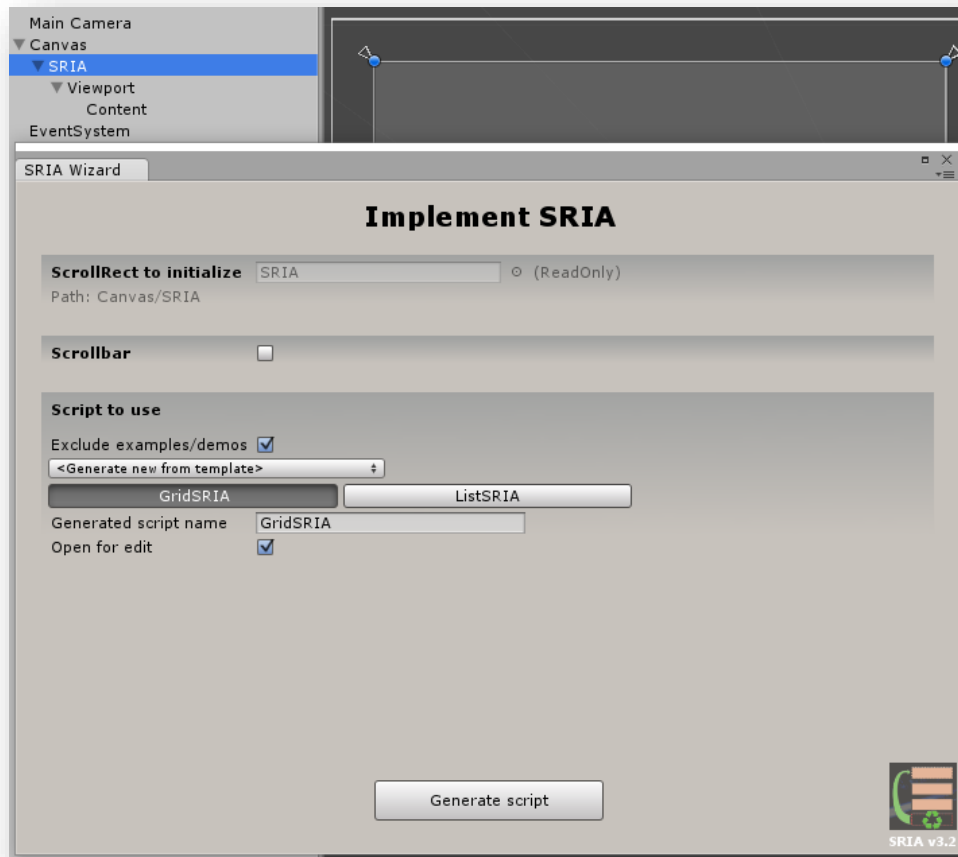 Main Camera
Canvas
SRIA
Viewport
Content
EventSystem
SRIA Wizard
Implement SRIA
ScrollRect to initialize SRIA (ReadOnly)
Path: Canvas/SRIA
Scrollbar
Script to use
Exclude examples/demos
<Generate new from template>
GridSRIA ListSRIA
Generated script name GridSRIA
Open for edit
Generate script
SRIA v3.2